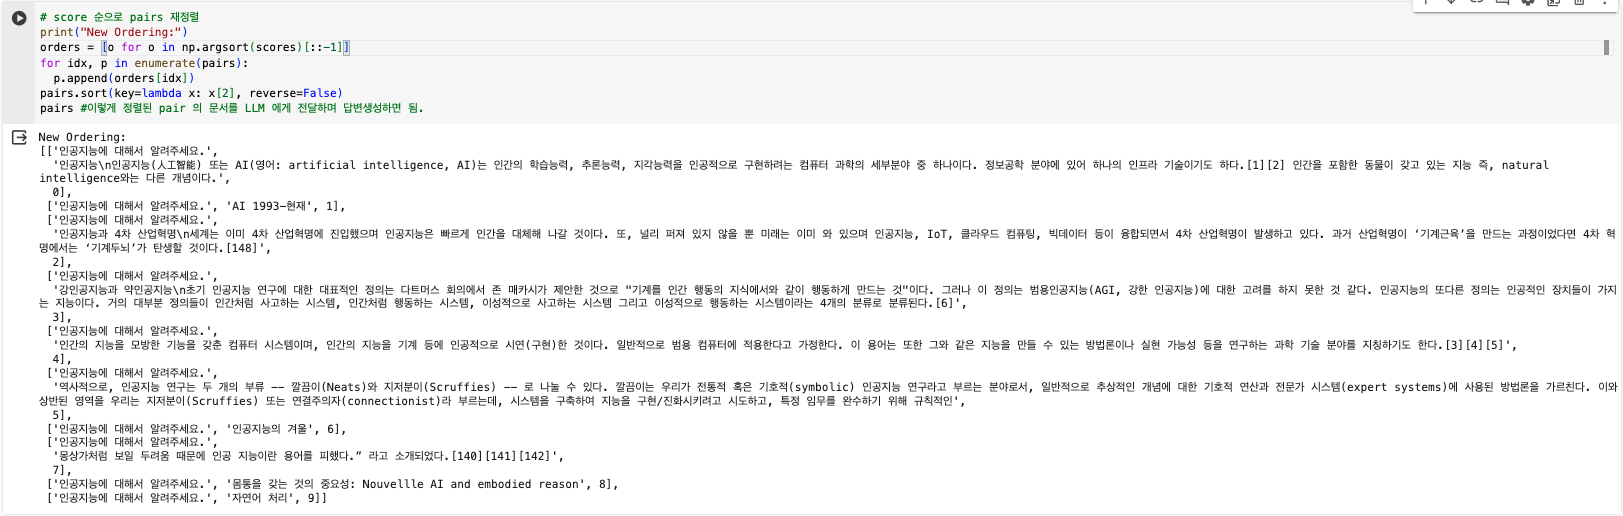 # score 순으로 pairs 재정렬
print("New Ordering:")
orders = [o for o in np.argsort(scores)[::-1]]
for idx, p in enumerate(pairs):
  p.append(orders[idx])
pairs.sort(key=lambda x: x[2], reverse=False)
pairs #이렇게 정렬된 pair 의 문서를 LLM 에게 전달하며 답변생성하면 됨.
New Ordering:
[['인공지능에 대해서 알려주세요.',
'인공지능\n인공지능(人工智能) 또는 AI(영어: artificial intelligence, AI)는 인간의 학습능력, 추론능력, 지각능력을 인공적으로 구현하려는 컴퓨터 과학의 세부분야 중 하나이다. 정보공학 분야에 있어 하나의 인프라 기술이기도 하다.[1][2] 인간을 포함한 동물이 갖고 있는 지능 즉, natural
intelligence와는 다른 개념이다.',
0],
['인공지능에 대해서 알려주세요.', 'AI 1993-현재', 1],
['인공지능에 대해서 알려주세요.',
'인공지능과 4차 산업혁명\n세계는 이미 4차 산업혁명에 진입했으며 인공지능은 빠르게 인간을 대체해 나갈 것이다. 또, 널리 퍼져 있지 않을 뿐 미래는 이미 와 있으며 인공지능, IoT, 클라우드 컴퓨팅, 빅데이터 등이 융합되면서 4차 산업혁명이 발생하고 있다. 과거 산업혁명이 ‘기계근육’을 만드는 과정이었다면 4차 혁
명에서는 ‘기계두뇌’가 탄생할 것이다.[148]',
2],
['인공지능에 대해서 알려주세요.',
'강인공지능과 약인공지능\n초기 인공지능 연구에 대한 대표적인 정의는 다트머스 회의에서 존 매카시가 제안한 것으로 "기계를 인간 행동의 지식에서와 같이 행동하게 만드는 것"이다. 그러나 이 정의는 범용인공지능(AGI, 강한 인공지능)에 대한 고려를 하지 못한 것 같다. 인공지능의 또다른 정의는 인공적인 장치들이 가지
는 지능이다. 거의 대부분 정의들이 인간처럼 사고하는 시스템, 인간처럼 행동하는 시스템, 이성적으로 사고하는 시스템 그리고 이성적으로 행동하는 시스템이라는 4개의 분류로 분류된다.[6]',
3],
['인공지능에 대해서 알려주세요.',
'인간의 지능을 모방한 기능을 갖춘 컴퓨터 시스템이며, 인간의 지능을 기계 등에 인공적으로 시연(구현)한 것이다. 일반적으로 범용 컴퓨터에 적용한다고 가정한다. 이 용어는 또한 그와 같은 지능을 만들 수 있는 방법론이나 실현 가능성 등을 연구하는 과학 기술 분야를 지칭하기도 한다.[3][4][5]',
4],
['인공지능에 대해서 알려주세요.',
'역사적으로, 인공지능 연구는 두 개의 부류 -- 깔끔이(Neats)와 지저분이(Scruffies) -- 로 나눌 수 있다. 깔끔이는 우리가 전통적 혹은 기호적(symbolic) 인공지능 연구라고 부르는 분야로서, 일반적으로 추상적인 개념에 대한 기호적 연산과 전문가 시스템(expert systems)에 사용된 방법론을 가르킨다. 이와
상반된 영역을 우리는 지저분이(Scruffies) 또는 연결주의자(connectionist)라 부르는데, 시스템을 구축하여 지능을 구현/진화시키려고 시도하고, 특정 임무를 완수하기 위해 규칙적인',
5],
['인공지능에 대해서 알려주세요.', '인공지능의 겨울', 6],
['인공지능에 대해서 알려주세요.',
'몽상가처럼 보일 두려움 때문에 인공 지능이란 용어를 피했다.” 라고 소개되었다.[140][141][142]',
7],
['인공지능에 대해서 알려주세요.', '몸통을 갖는 것의 중요성: Nouvellle AI and embodied reason', 8],
['인공지능에 대해서 알려주세요.', '자연어 처리', 9]]